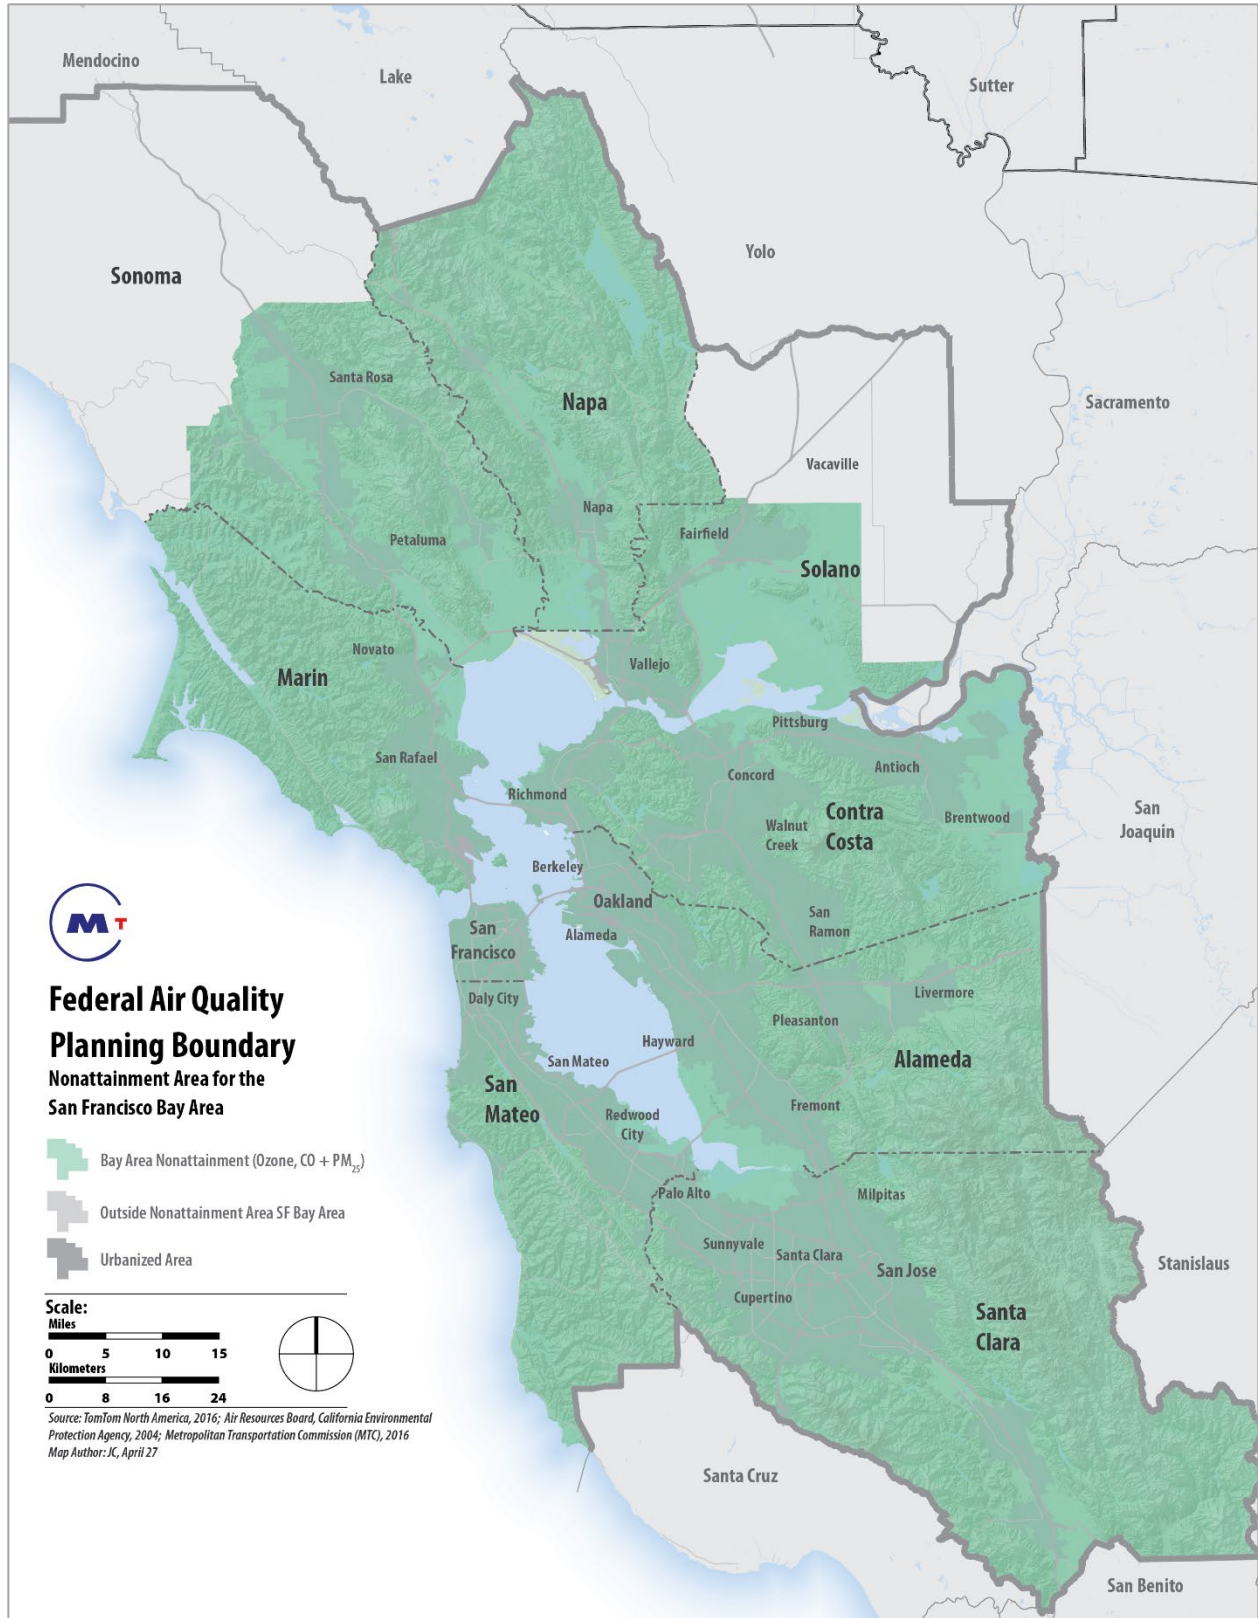 Mendocino
Lake
Sutter
Yolo
Sonoma
Sacramento
Santa Rosa
Napa
Vacaville
Napa
Fairfield
Petaluma
Solano
Novato
Vallejo
Marin
Pittsburg
San Rafael
Antioch
Concord
Richmond
Contra
Costa
Brentwood
San
Joaquin
Walnut
Creek
Berkeley
Oakland
San
Ramon
San
Francisco
Alameda
Daly City
Livermore
Pleasanton
Hayward
Alameda
San Mateo
San
Mateo
Redwood
City
Fremont
Palo Alto
Milpitas
Sunnyvale
Santa Clara
San Jose
Stanislaus
Cupertino
Santa
Clara
Santa Cruz
San Benito
M T
Federal Air Quality
Planning Boundary
Nonattainment Area for the
San Francisco Bay Area
Bay Area Nonattainment (Ozone, CO + PM25)
Outside Nonattainment Area SF Bay Area
Urbanized Area
Scale:
Miles
0 5 10 15
Kilometers
0 8 16 24
Source: TomTom North America, 2016; Air Resources Board, California Environmental
Protection Agency, 2004; Metropolitan Transportation Commission (MTC), 2016
Map Author: JC, April 27